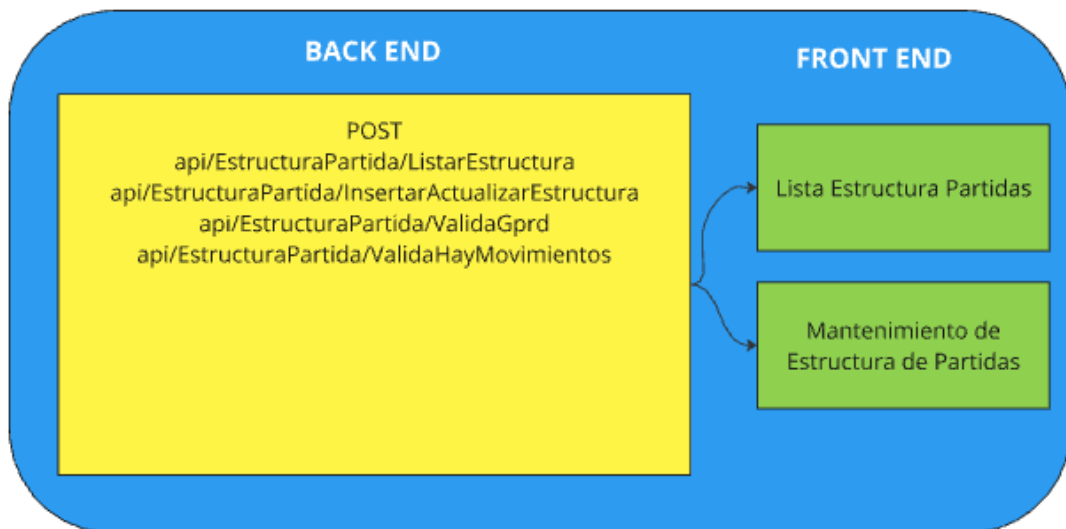 BACK END
POST
api/EstructuraPartida/ListarEstructura
api/EstructuraPartida/InsertarActualizarEstructura
api/EstructuraPartida/ValidaGprd
api/EstructuraPartida/ValidaHayMovimientos
FRONT END
Lista Estructura Partidas
Mantenimiento de
Estructura de Partidas